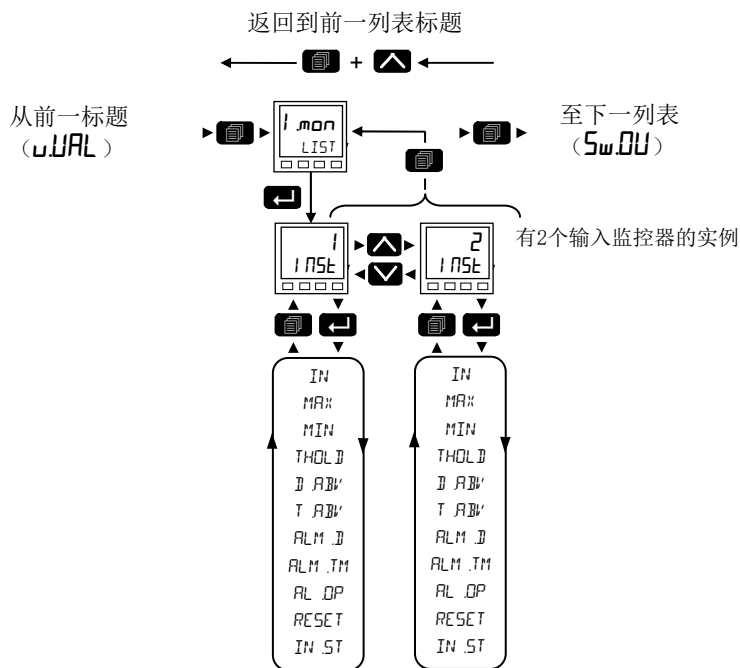 返回到前一列表标题
+
从前一标题
(u.VAL)
I.mon
LIST
至下一列表
(Sw.OV)
1
INSt
2
INSt
有2个输入监控器的实例
IN
MAX
MIN
THOLD
D.ABV
T.ABV
ALM.D
ALM.TM
AL.OP
RESET
IN.ST
IN
MAX
MIN
THOLD
D.ABV
T.ABV
ALM.D
ALM.TM
AL.OP
RESET
IN.ST